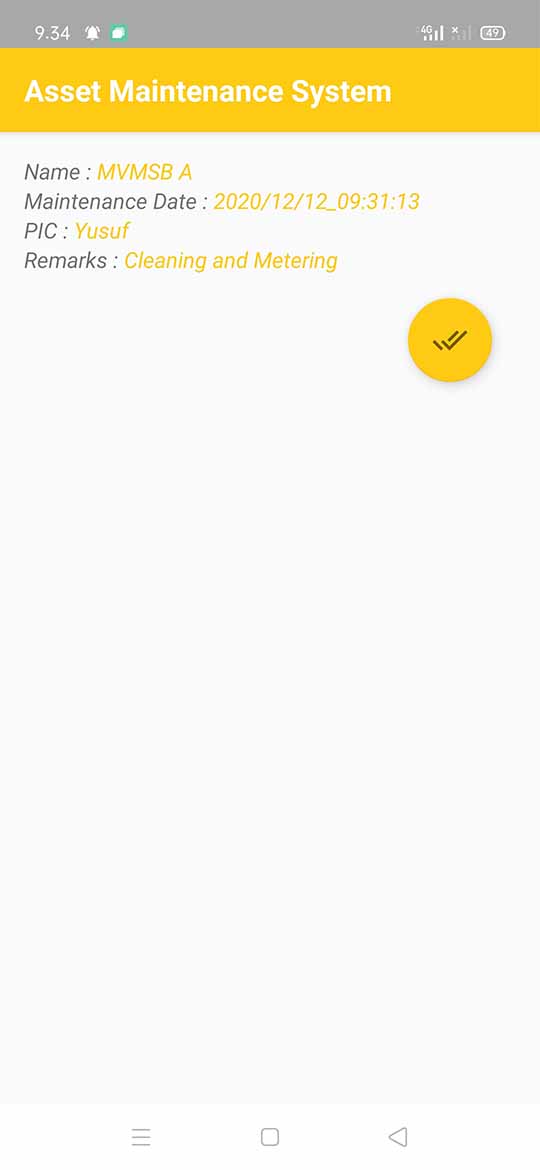 9.34 4G 49
Asset Maintenance System
Name : MVMSB A
Maintenance Date : 2020/12/12_09:31:13
PIC : Yusuf
Remarks : Cleaning and Metering